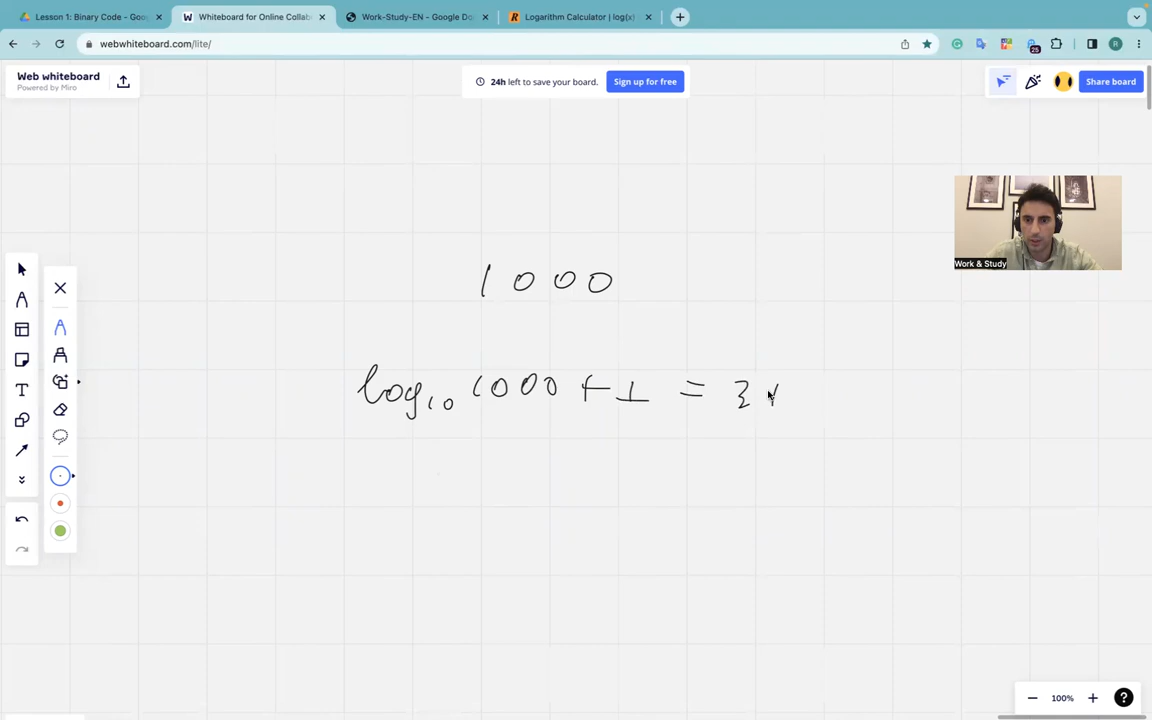 Lesson 1: Binary Code - Goo
Whiteboard for Online Collab
Work-Study-EN - Google Do
Logarithm Calculator | log(x)
webwhiteboard.com/lite/
25
R
Web whiteboard
Powered by Miro
24h left to save your board.
Sign up for free
Share board
Work & Study
1000
log10 1000 + 1 = 3
T
100%
?